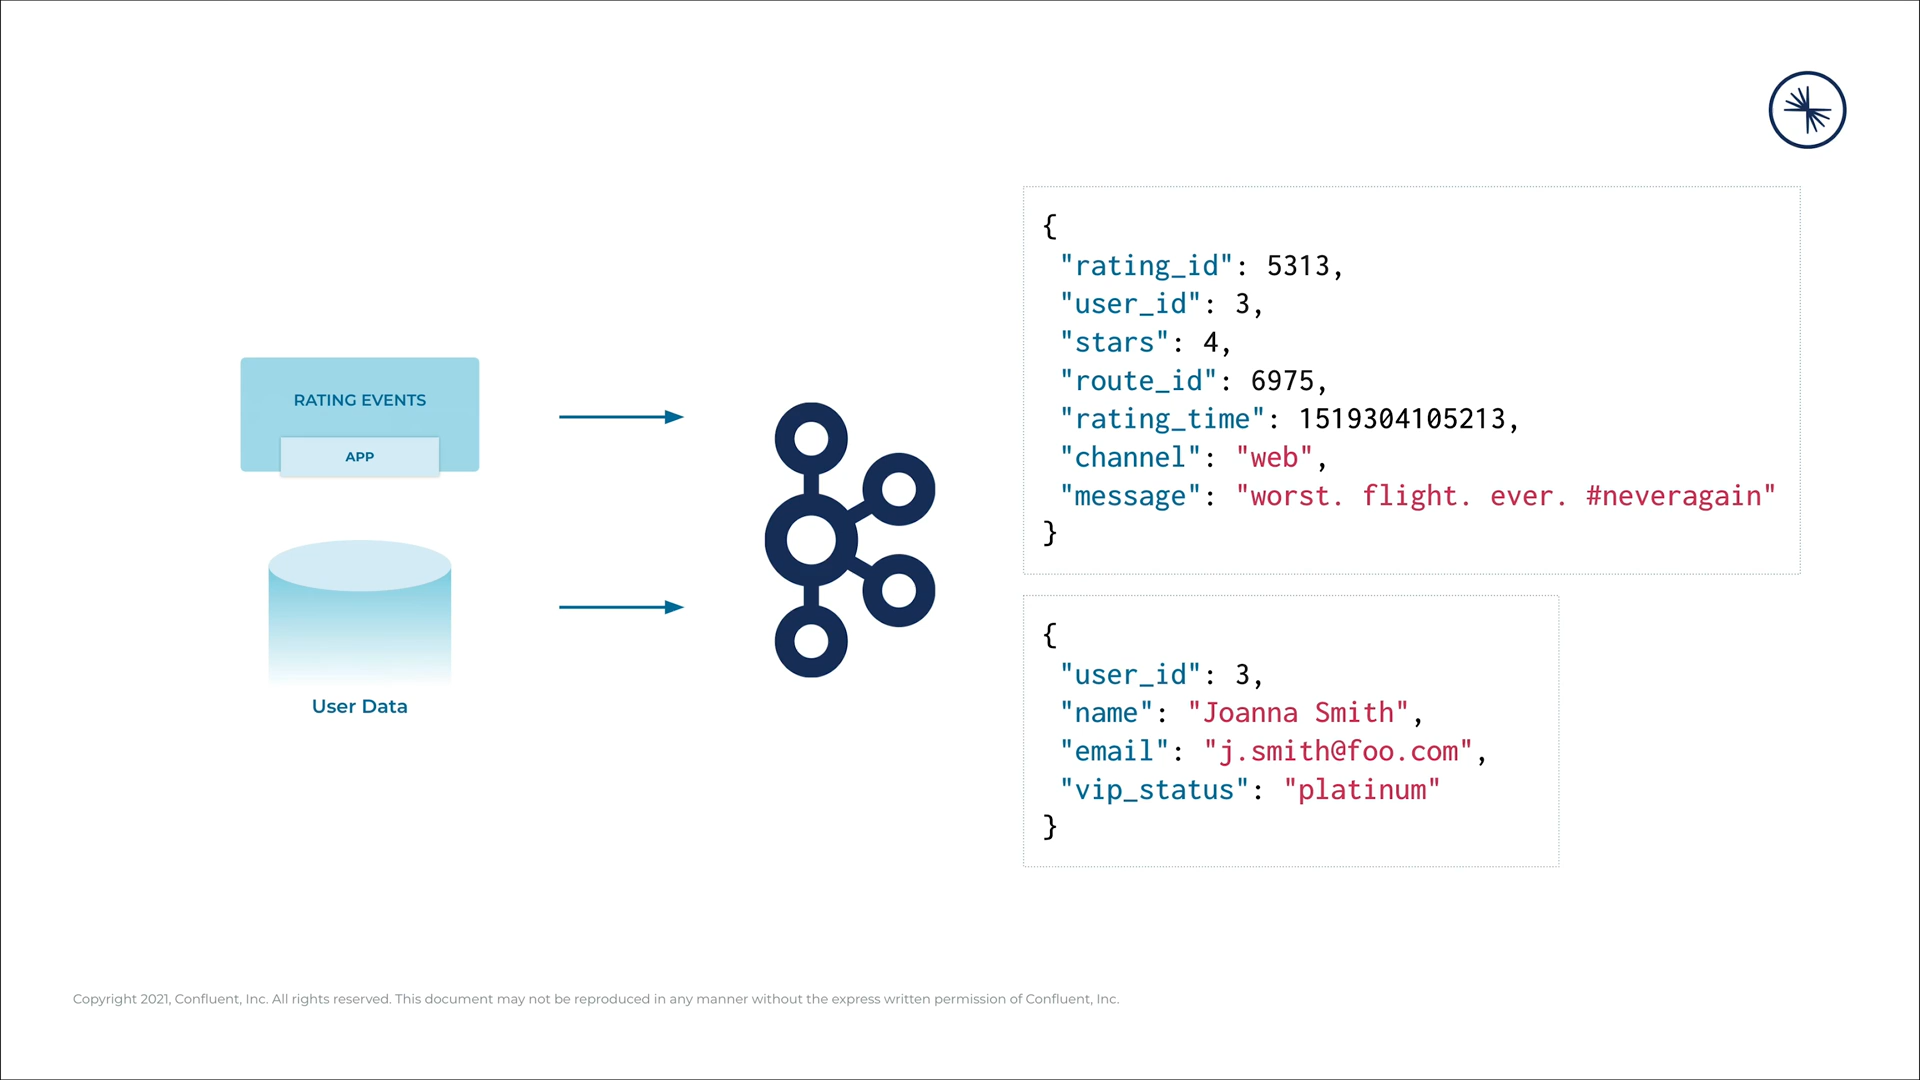 RATING EVENTS
APP
User Data
{
"rating_id": 5313,
"user_id": 3,
"stars": 4,
"route_id": 6975,
"rating_time": 1519304105213,
"channel": "web",
"message": "worst. flight. ever. #neveragain"
}
{
"user_id": 3,
"name": "Joanna Smith",
"email": "j.smith@foo.com",
"vip_status": "platinum"
}
Copyright 2021, Confluent, Inc. All rights reserved. This document may not be reproduced in any manner without the express written permission of Confluent, Inc.